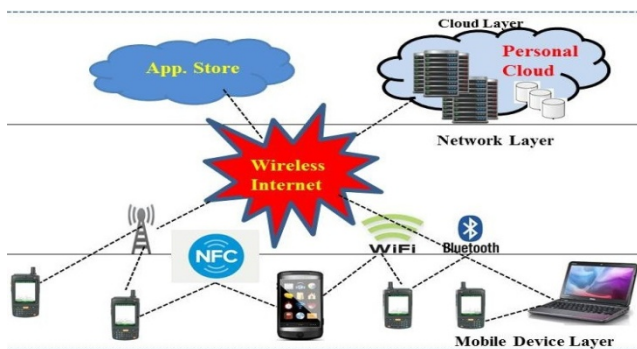 Cloud Layer
App. Store
Personal
Cloud
Network Layer
Wireless
Internet
NFC
WiFi
Bluetooth
Mobile Device Layer